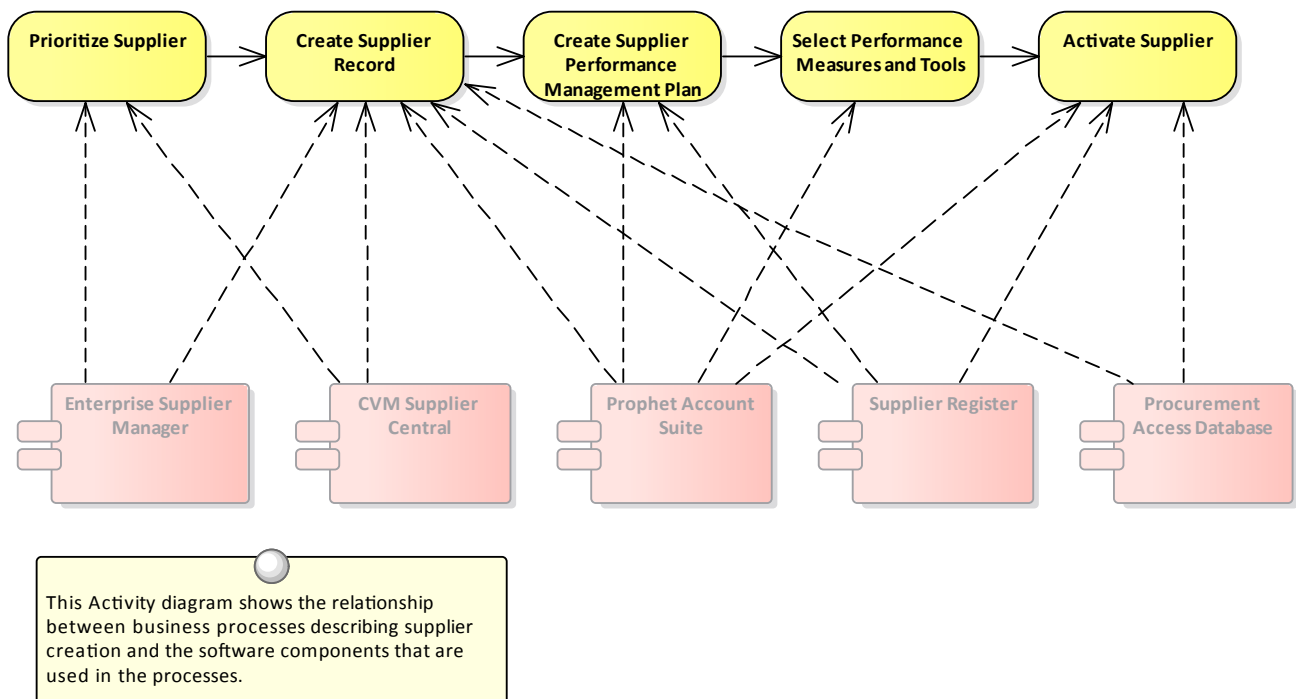 Prioritize Supplier
Create Supplier
Record
Create Supplier
Performance
Management Plan
Select Performance
Measures and Tools
Activate Supplier
Enterprise Supplier
Manager
CVM Supplier
Central
Prophet Account
Suite
Supplier Register
Procurement
Access Database
This Activity diagram shows the relationship
between business processes describing supplier
creation and the software components that are
used in the processes.